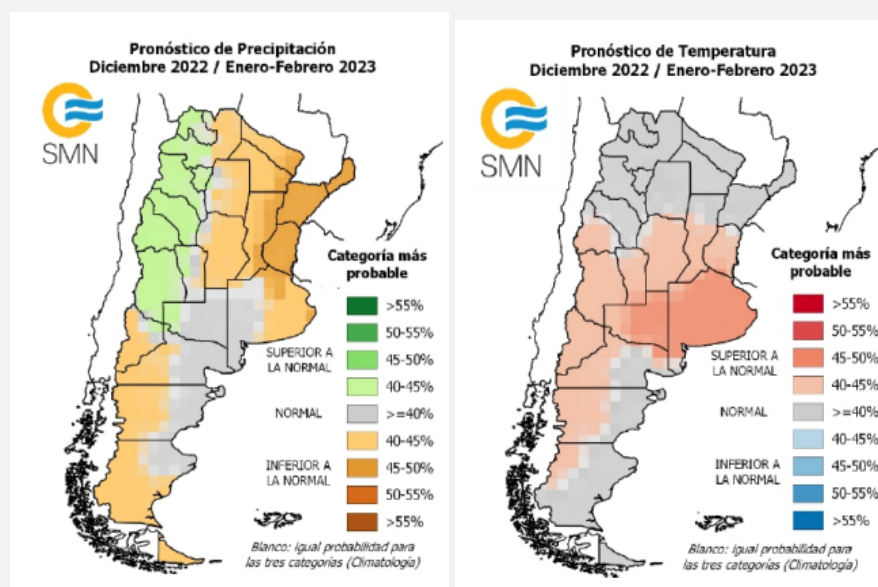 Pronóstico de Precipitación
Diciembre 2022 / Enero-Febrero 2023
SMN
Categoría más
probable
>55%
50-55%
45-50%
SUPERIOR A
LA NORMAL
40-45%
NORMAL
>=40%
40-45%
INFERIOR A
LA NORMAL
45-50%
50-55%
>55%
Blanco: igual probabilidad para
las tres categorías (Climatología)
Pronóstico de Temperatura
Diciembre 2022 / Enero-Febrero 2023
SMN
Categoría más
probable
>55%
50-55%
45-50%
SUPERIOR A
LA NORMAL
40-45%
NORMAL
>=40%
40-45%
INFERIOR A
LA NORMAL
45-50%
50-55%
>55%
Blanco: igual probabilidad para
las tres categorías (Climatología)